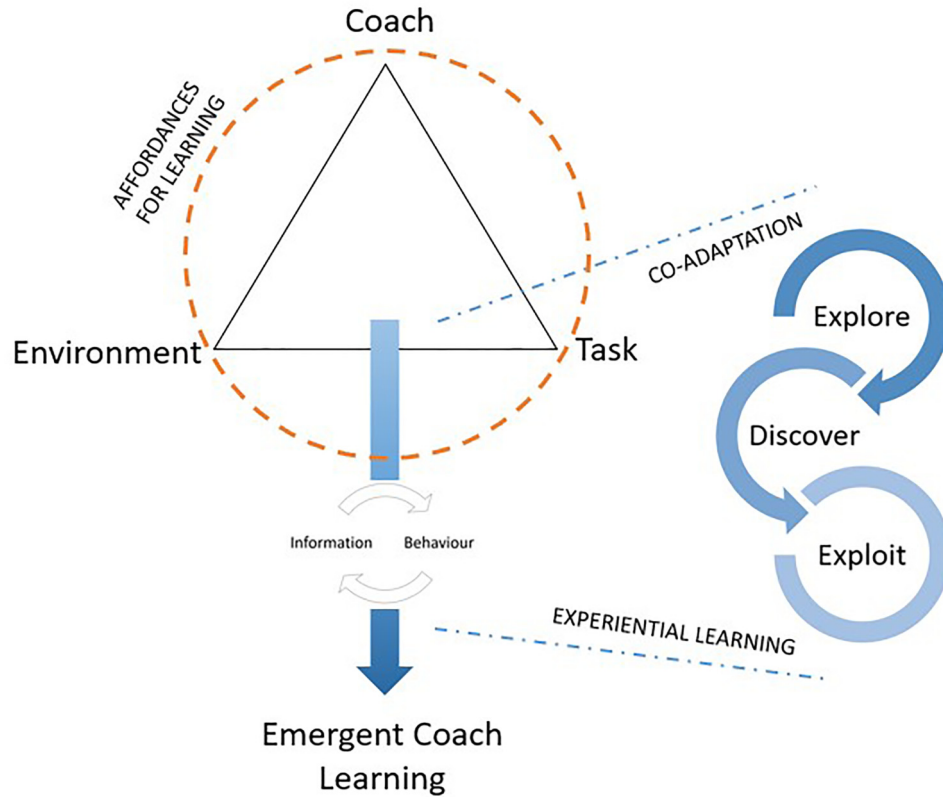 Coach
AFFORDANCES
FOR LEARNING
CO-ADAPTATION
Explore
Environment
Task
Discover
Information
Behaviour
Exploit
EXPERIENTIAL LEARNING
Emergent Coach
Learning